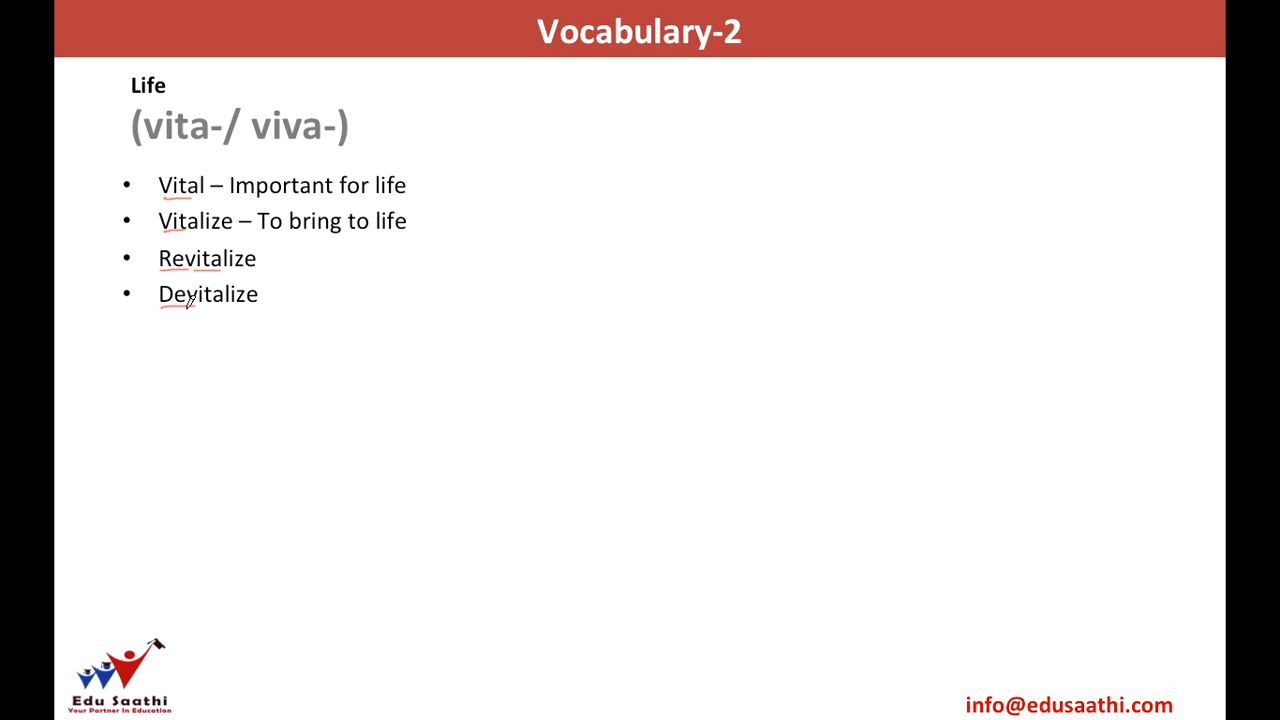 Vocabulary-2
Life
(vita-/ viva-)
• Vital – Important for life
• Vitalize – To bring to life
• Revitalize
• Devitalize
Edu Saathi
Your Partner In Education
info@edusaathi.com